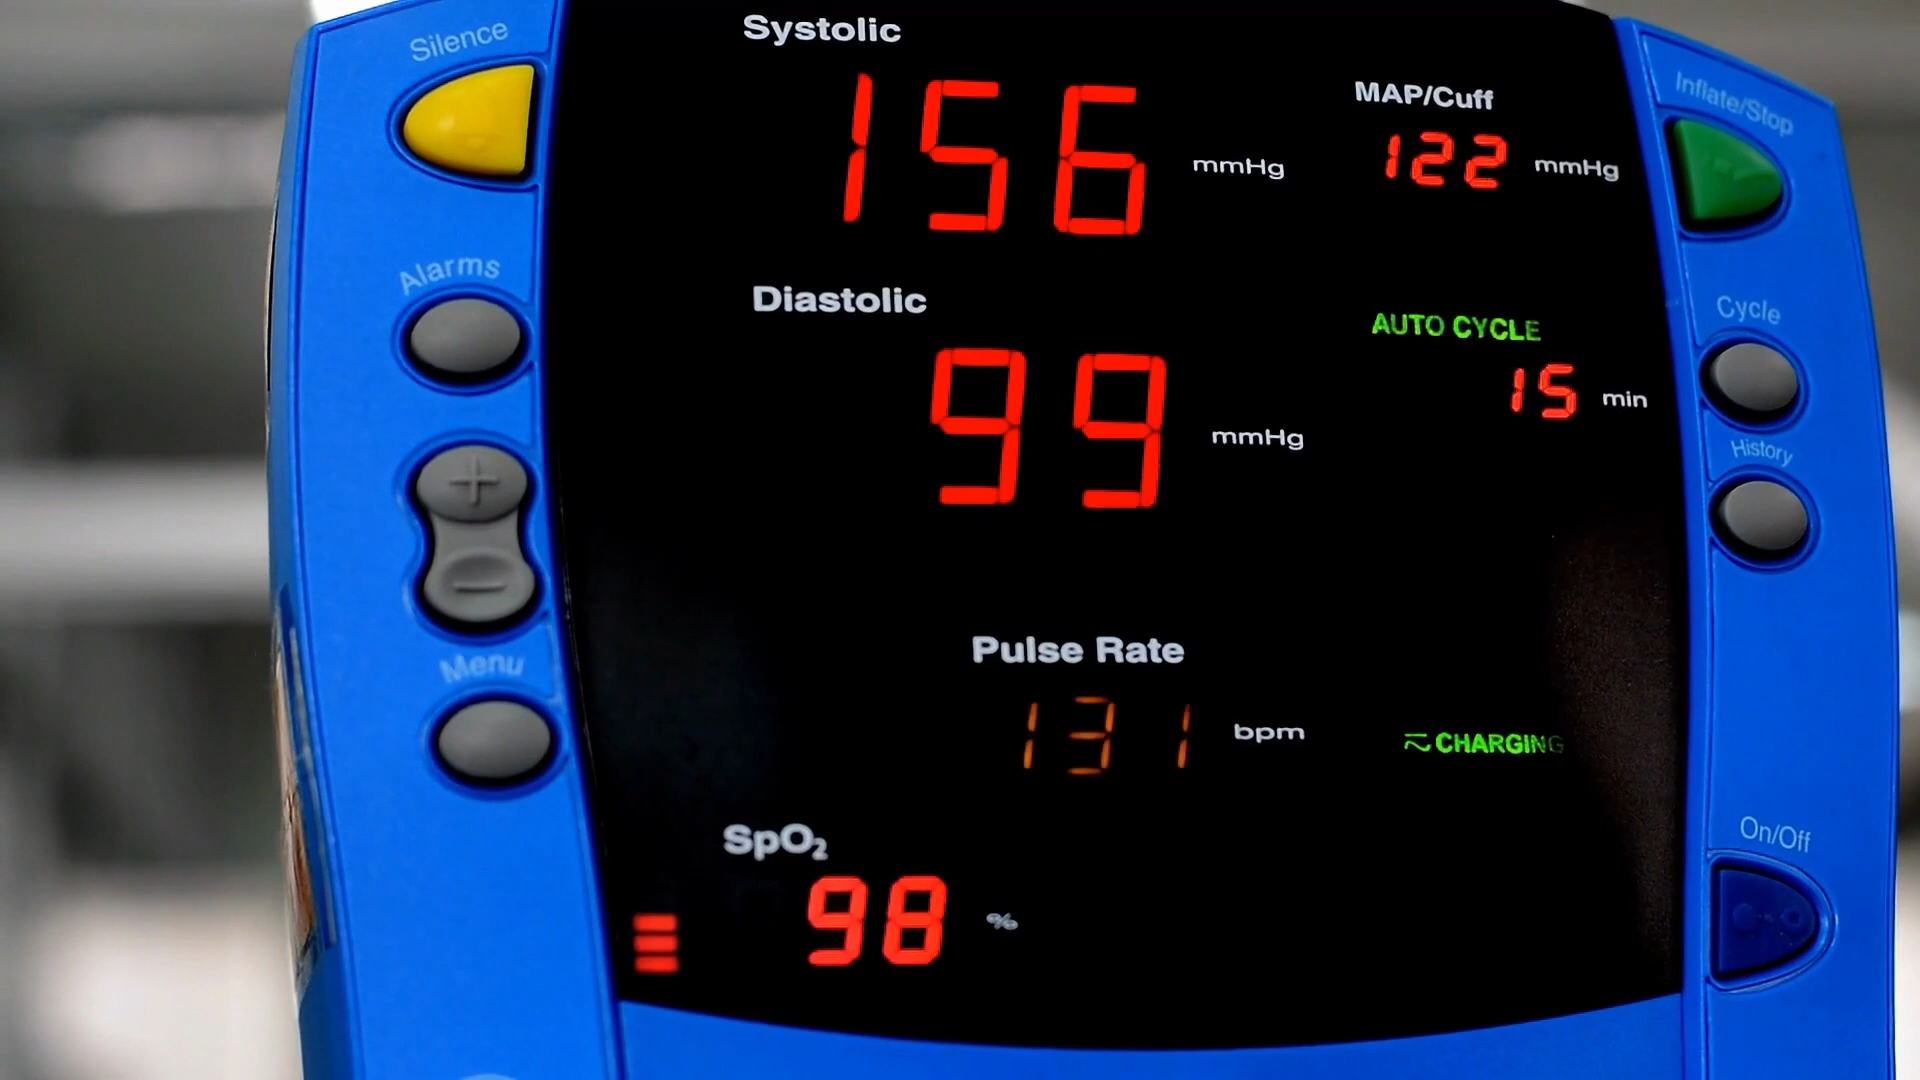 Silence
Systolic
156 mmHg
MAP/Cuff
122 mmHg
Inflate/Stop
Alarms
Diastolic
99 mmHg
AUTO CYCLE
15 min
Cycle
History
+
−
Menu
Pulse Rate
131 bpm
CHARGING
SpO₂
98 %
On/Off